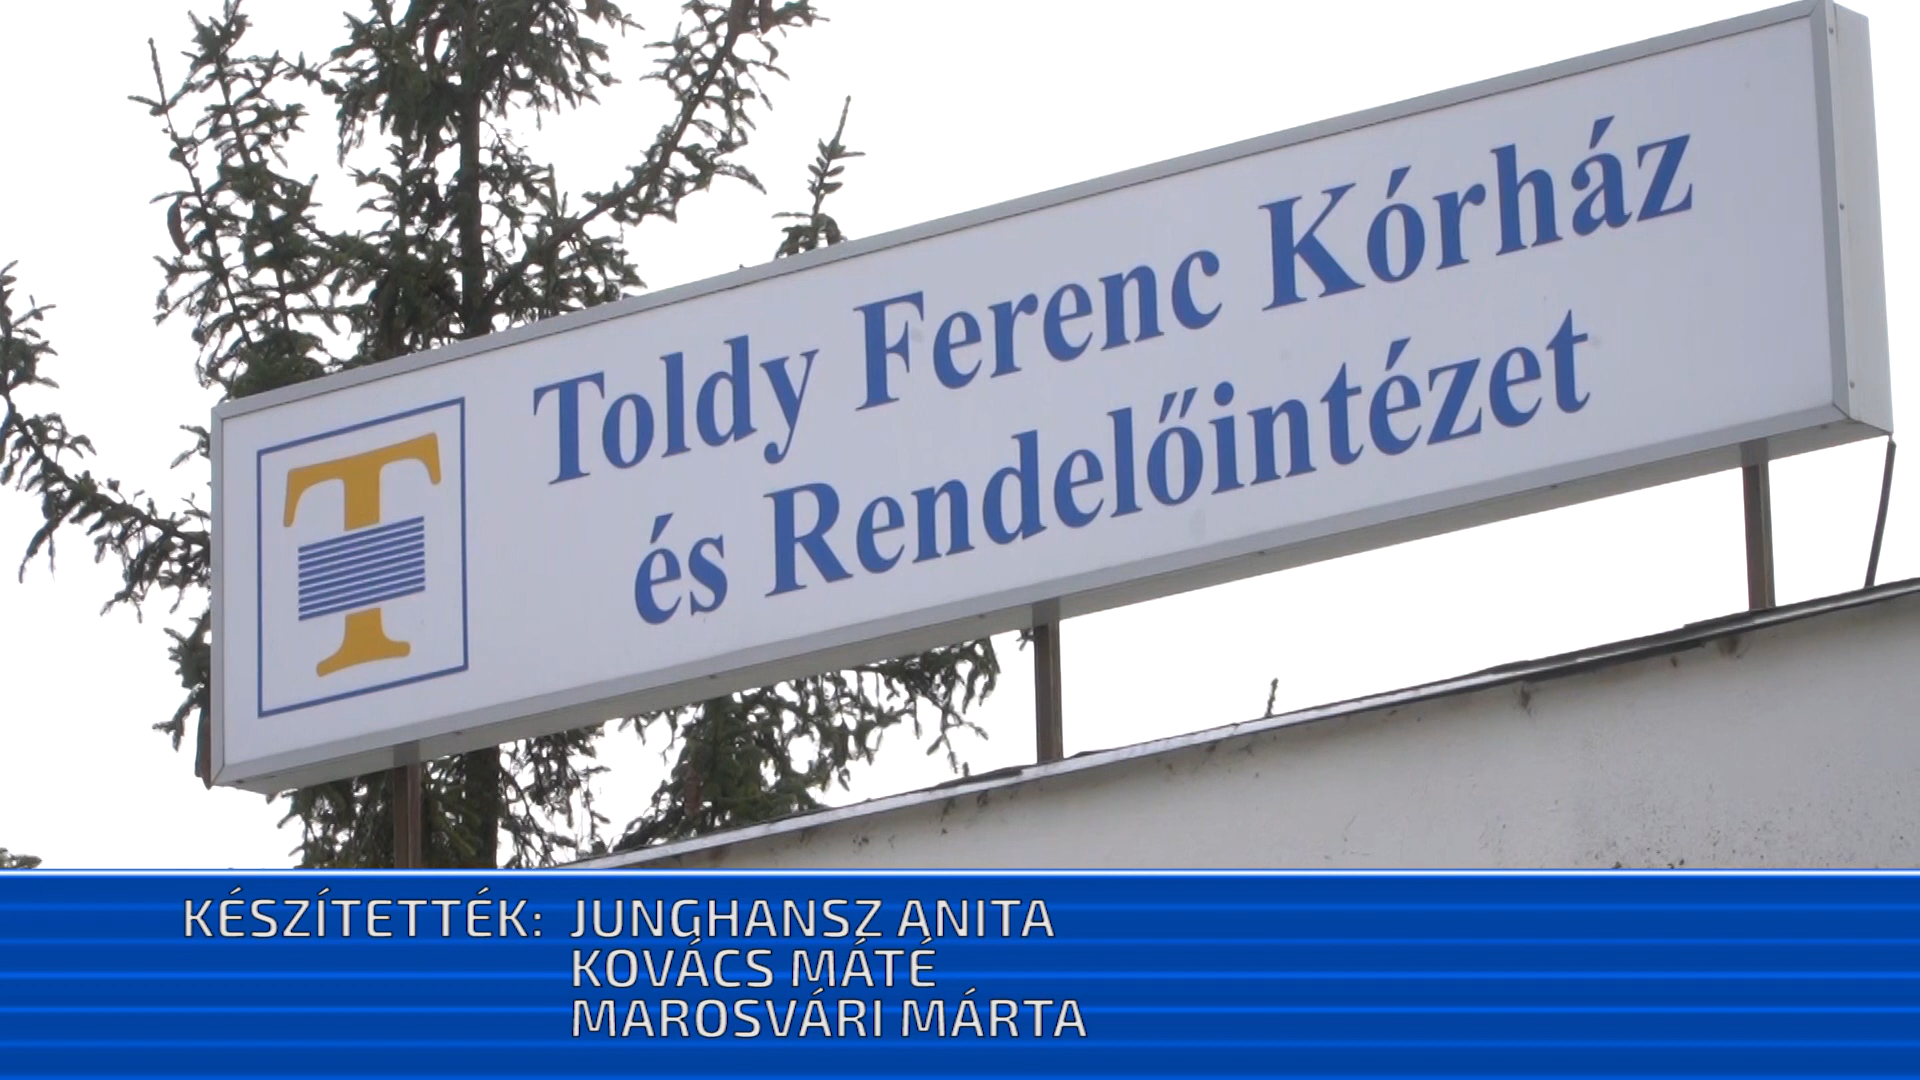 Toldy Ferenc Kórház
és Rendelőintézet
T
KÉSZÍTETTÉK: JUNGHANSZ ANITA
KOVÁCS MÁTÉ
MAROSVÁRI MÁRTA